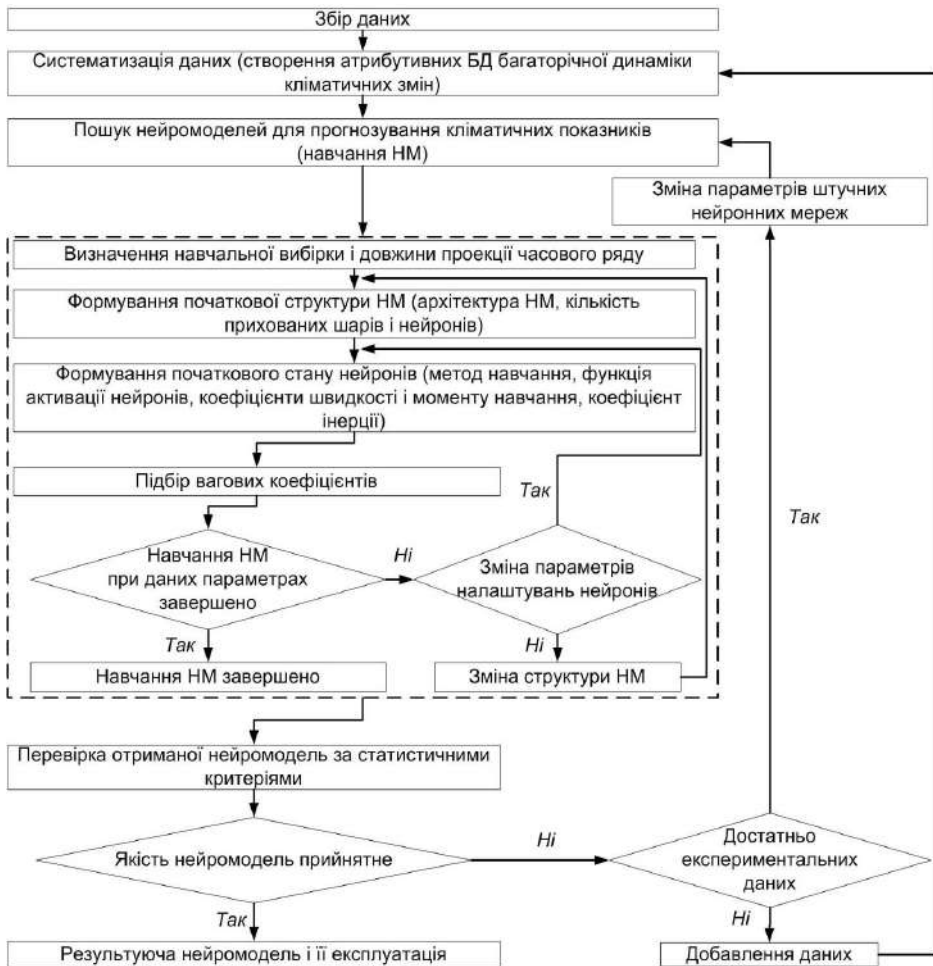 Збір даних
Систематизація даних (створення атрибутивних БД багаторічної динаміки
кліматичних змін)
Пошук нейромоделей для прогнозування кліматичних показників
(навчання НМ)
Зміна параметрів штучних
нейронних мереж
Визначення навчальної вибірки і довжини проекції часового ряду
Формування початкової структури НМ (архітектура НМ, кількість
прихованих шарів і нейронів)
Формування початкового стану нейронів (метод навчання, функція
активації нейронів, коефіцієнти швидкості і моменту навчання, коефіцієнт
інерції)
Підбір вагових коефіцієнтів
Так
Так
Навчання НМ
при даних параметрах
завершено
Ні
Зміна параметрів
налаштувань нейронів
Так
Ні
Навчання НМ завершено
Зміна структури НМ
Перевірка отриманої нейромодель за статистичними
критеріями
Якість нейромодель прийнятне
Ні
Достатньо
експериментальних
даних
Так
Ні
Результуюча нейромодель і її експлуатація
Добавлення даних